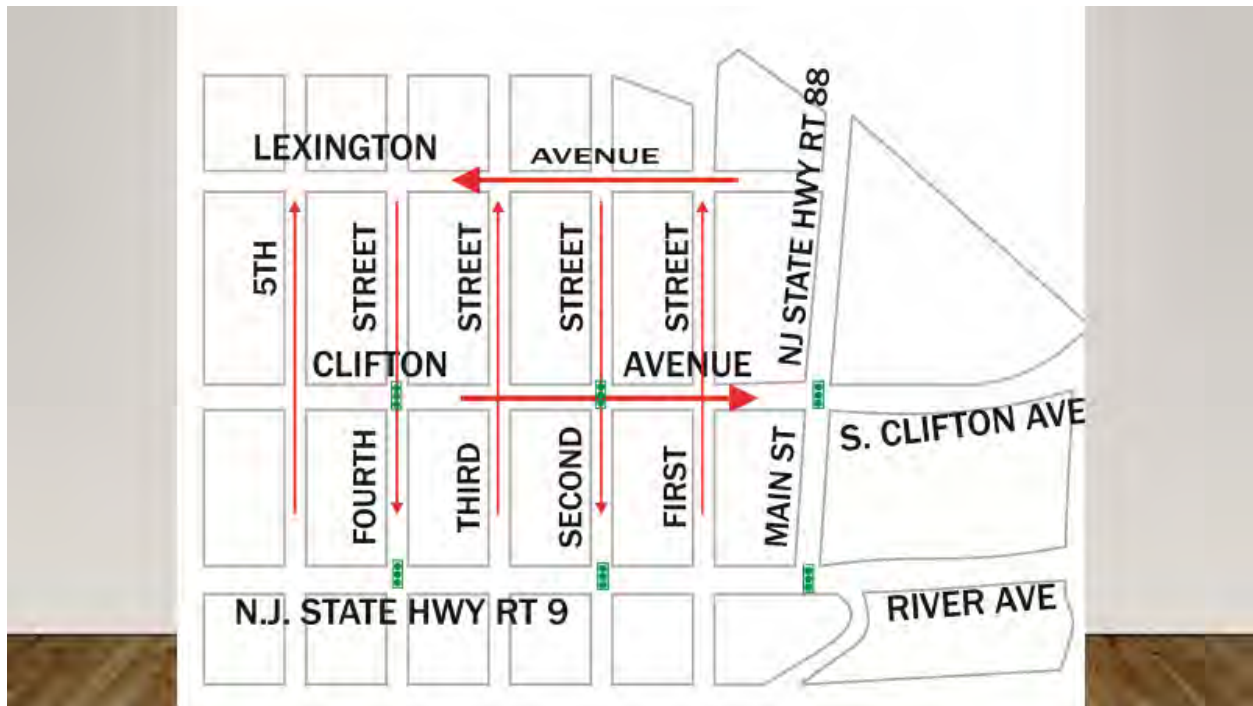 LEXINGTON AVENUE
NJ STATE HWY RT 88
5TH
STREET
STREET
STREET
STREET
CLIFTON AVENUE
S. CLIFTON AVE
FOURTH
THIRD
SECOND
FIRST
MAIN ST
N.J. STATE HWY RT 9
RIVER AVE